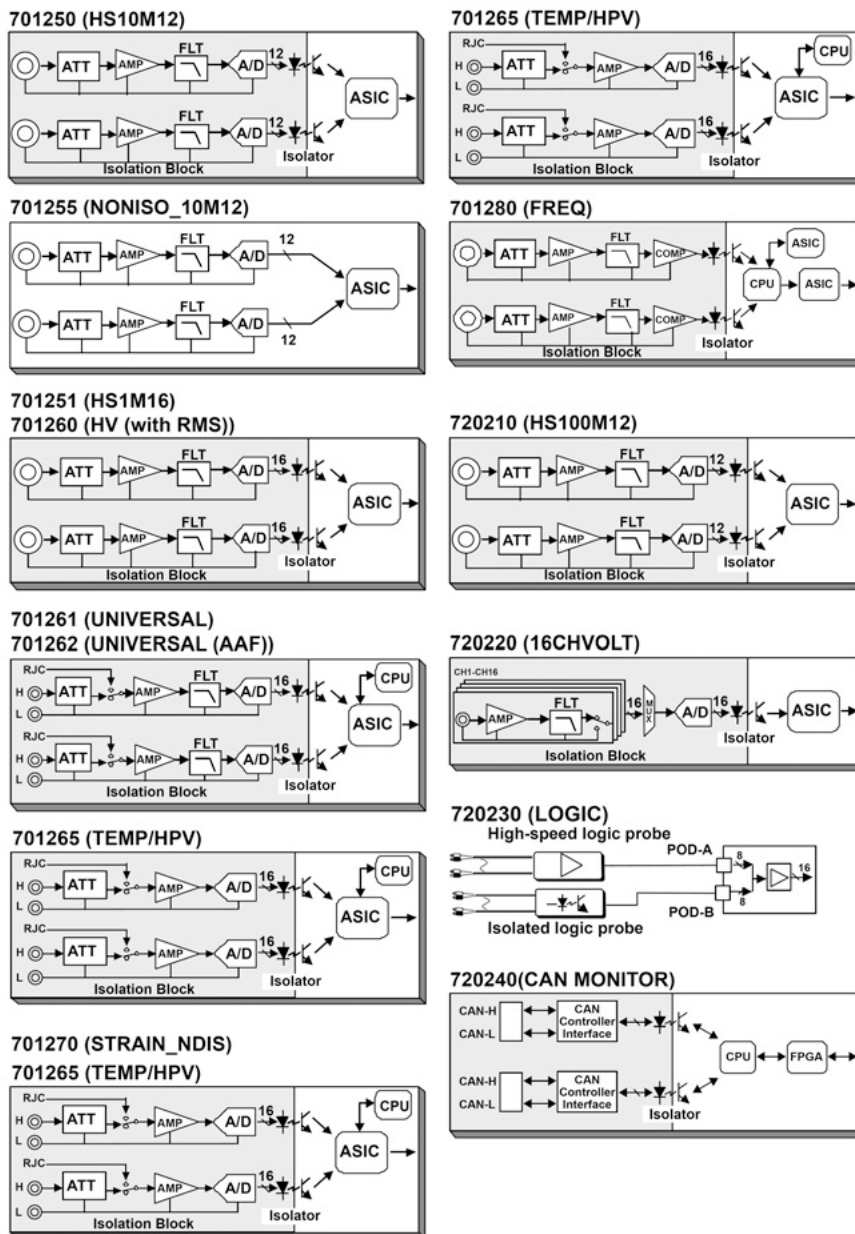 701250 (HS10M12)
ATT AMP FLT A/D 12
ASIC
ATT AMP FLT A/D 12
Isolation Block Isolator
701255 (NONISO_10M12)
ATT AMP FLT A/D 12
ASIC
ATT AMP FLT A/D 12
701251 (HS1M16)
701260 (HV (with RMS))
ATT AMP FLT A/D 16
ASIC
ATT AMP FLT A/D 16
Isolation Block Isolator
701261 (UNIVERSAL)
701262 (UNIVERSAL (AAF))
RJC
H ATT AMP FLT A/D 16 CPU
L
ASIC
RJC
H ATT AMP FLT A/D 16
L
Isolation Block Isolator
701265 (TEMP/HPV)
RJC
H ATT AMP A/D 16 CPU
L
ASIC
RJC
H ATT AMP A/D 16
L
Isolation Block Isolator
701270 (STRAIN_NDIS)
701265 (TEMP/HPV)
RJC
H ATT AMP A/D 16 CPU
L
ASIC
RJC
H ATT AMP A/D 16
L
Isolation Block Isolator
701265 (TEMP/HPV)
RJC
H ATT AMP A/D 16 CPU
L
ASIC
RJC
H ATT AMP A/D 16
L
Isolation Block Isolator
701280 (FREQ)
ATT AMP FLT COMP ASIC
CPU ASIC
ATT AMP FLT COMP
Isolation Block Isolator
720210 (HS100M12)
ATT AMP FLT A/D 12
ASIC
ATT AMP FLT A/D 12
Isolation Block Isolator
720220 (16CHVOLT)
CH1-CH16
AMP FLT 16 MUX A/D 16 ASIC
Isolation Block Isolator
720230 (LOGIC)
High-speed logic probe
POD-A 8 16
POD-B 8
Isolated logic probe
720240(CAN MONITOR)
CAN-H CAN
CAN-L Controller
Interface
CPU FPGA
CAN-H CAN
CAN-L Controller
Interface
Isolator